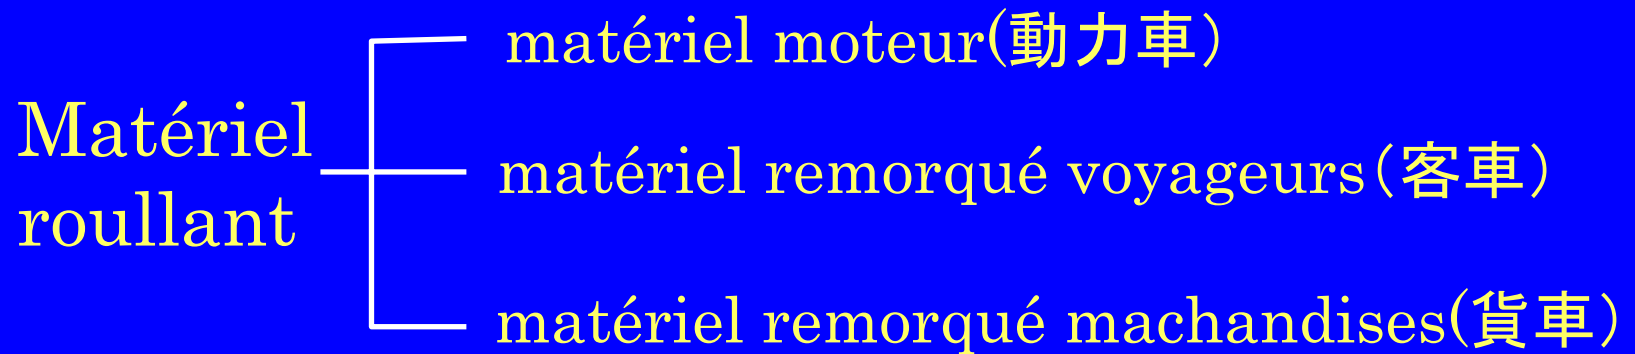 Matériel
roullant
matériel moteur(動力車)
matériel remorqué voyageurs(客車)
matériel remorqué machandises(貨車)